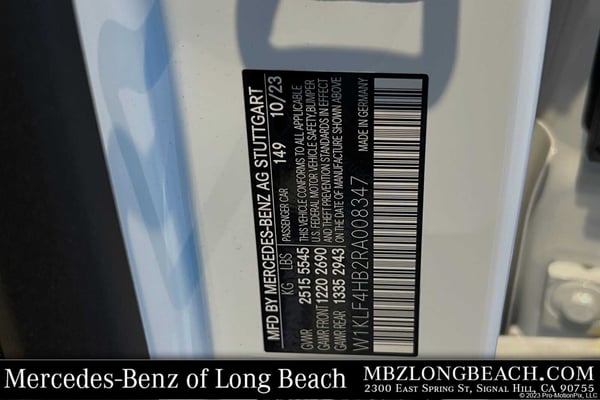 MFD BY MERCEDES-BENZ AG STUTTGART
PASSENGER CAR 149 10/23
KG LBS
GVWR 2515 5545
GAWR FRONT 1220 2690
GAWR REAR 1335 2943
THIS VEHICLE CONFORMS TO ALL APPLICABLE
U.S. FEDERAL MOTOR VEHICLE SAFETY, BUMPER
AND THEFT PREVENTION STANDARDS IN EFFECT
ON THE DATE OF MANUFACTURE SHOWN ABOVE
W1KLF4HB2RA008347
MADE IN GERMANY
Mercedes-Benz of Long Beach
MBZLONGBEACH.COM
2300 East Spring St, Signal Hill, CA 90755
©2023 Pro-MotionPix, LLC